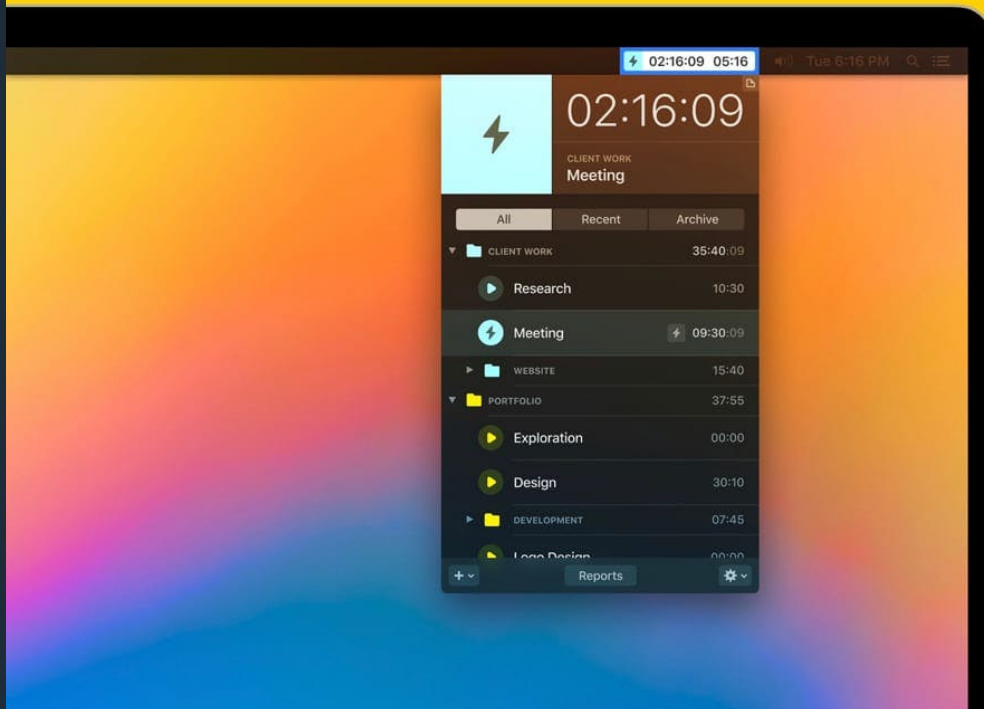 02:16:09 05:16
Tue 6:16 PM
02:16:09
CLIENT WORK
Meeting
All Recent Archive
CLIENT WORK 35:40:09
Research 10:30
Meeting 09:30:09
WEBSITE 15:40
PORTFOLIO 37:55
Exploration 00:00
Design 30:10
DEVELOPMENT 07:45
Logo Design 00:00
Reports